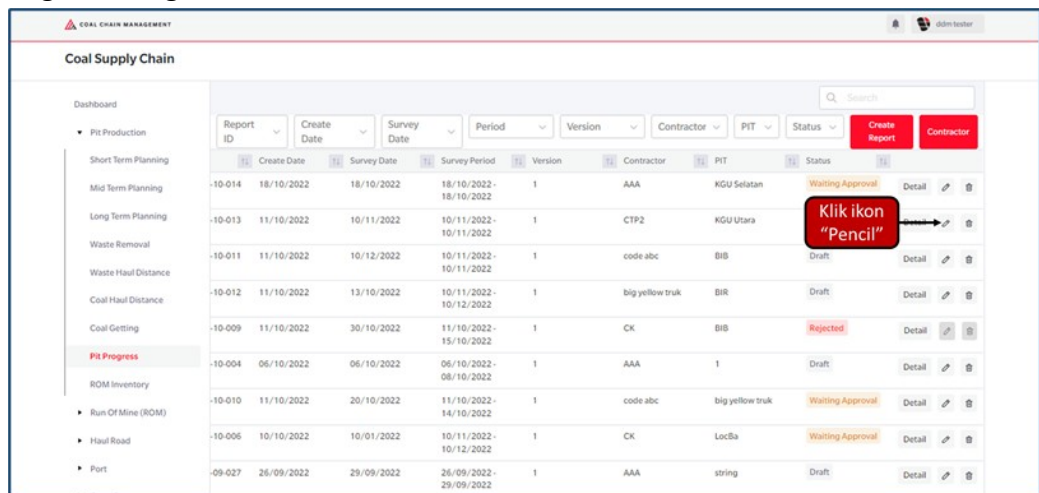 COAL CHAIN MANAGEMENT
ddm tester
Coal Supply Chain
Search
Dashboard
Pit Production
Short Term Planning
Mid Term Planning
Long Term Planning
Waste Removal
Waste Haul Distance
Coal Haul Distance
Coal Getting
Pit Progress
ROM Inventory
Run Of Mine (ROM)
Haul Road
Port
Report ID
Create Date
Survey Date
Period
Version
Contractor
PIT
Status
Create Report
Contractor
Create Date Survey Date Survey Period Version Contractor PIT Status
-10-014 18/10/2022 18/10/2022 18/10/2022 - 18/10/2022 1 AAA KGU Selatan Waiting Approval Detail
-10-013 11/10/2022 10/11/2022 10/11/2022 - 10/11/2022 1 CTP2 KGU Utara
Klik ikon
"Pencil"
-10-011 11/10/2022 10/12/2022 10/11/2022 - 10/11/2022 1 code abc BIB Draft Detail
-10-012 11/10/2022 13/10/2022 10/11/2022 - 10/12/2022 1 big yellow truk BIR Draft Detail
-10-009 11/10/2022 30/10/2022 11/10/2022 - 15/10/2022 1 CK BIB Rejected Detail
-10-004 06/10/2022 06/10/2022 06/10/2022 - 08/10/2022 1 AAA 1 Draft Detail
-10-010 11/10/2022 20/10/2022 11/10/2022 - 14/10/2022 1 code abc big yellow truk Waiting Approval Detail
-10-006 10/10/2022 10/01/2022 10/11/2022 - 10/12/2022 1 CK LocBa Waiting Approval Detail
-09-027 26/09/2022 29/09/2022 26/09/2022 - 29/09/2022 1 AAA string Draft Detail